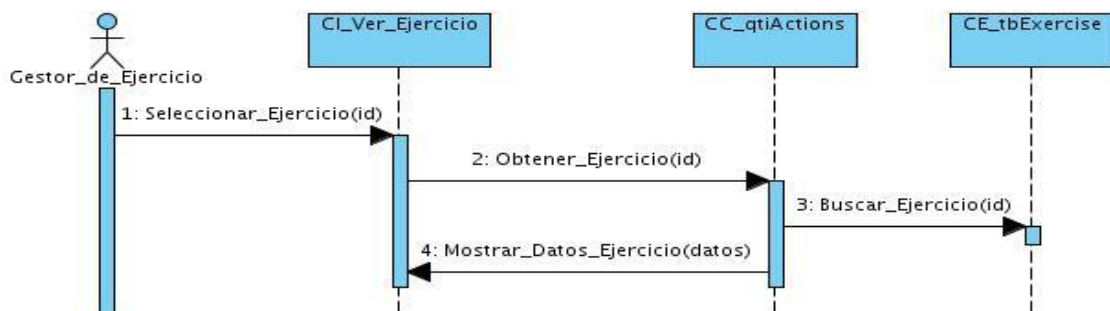 CI_Ver_Ejercicio
CC_qtiActions
CE_tbExercise
Gestor_de_Ejercicio
1: Seleccionar_Ejercicio(id)
2: Obtener_Ejercicio(id)
3: Buscar_Ejercicio(id)
4: Mostrar_Datos_Ejercicio(datos)